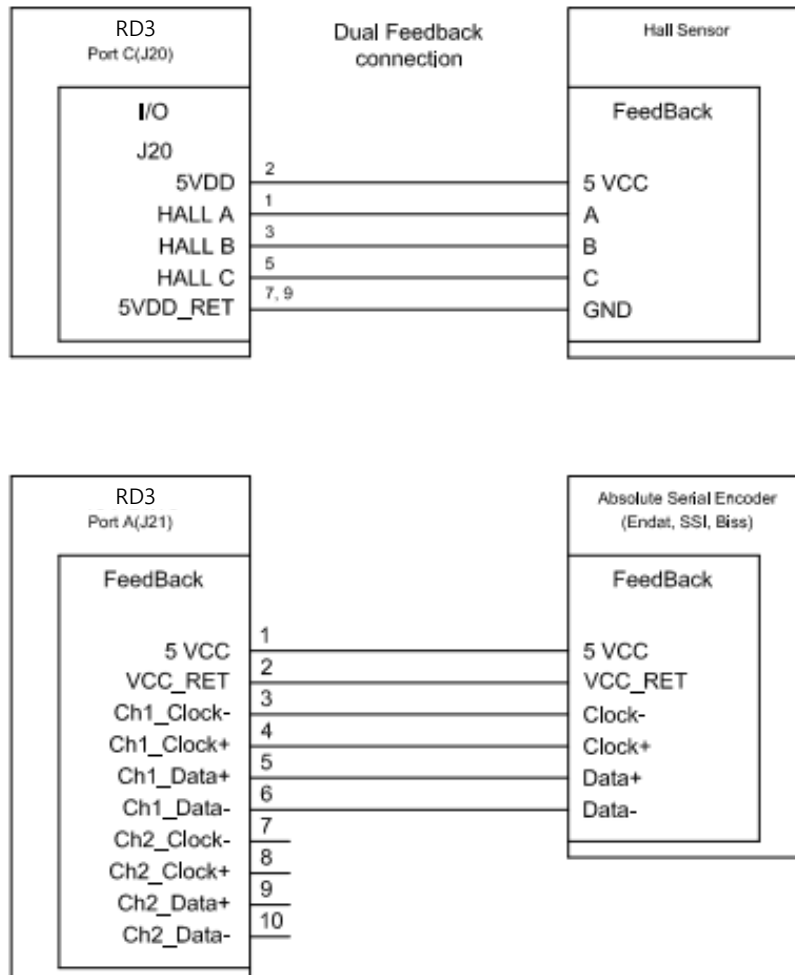 RD3
Port C(J20)
Dual Feedback
connection
Hall Sensor
I/O
J20
FeedBack
5VDD 2 5 VCC
HALL A 1 A
HALL B 3 B
HALL C 5 C
5VDD_RET 7, 9 GND
RD3
Port A(J21)
Absolute Serial Encoder
(Endat, SSI, Biss)
FeedBack
FeedBack
5 VCC 1 5 VCC
VCC_RET 2 VCC_RET
Ch1_Clock- 3 Clock-
Ch1_Clock+ 4 Clock+
Ch1_Data+ 5 Data+
Ch1_Data- 6 Data-
Ch2_Clock- 7
Ch2_Clock+ 8
Ch2_Data+ 9
Ch2_Data- 10